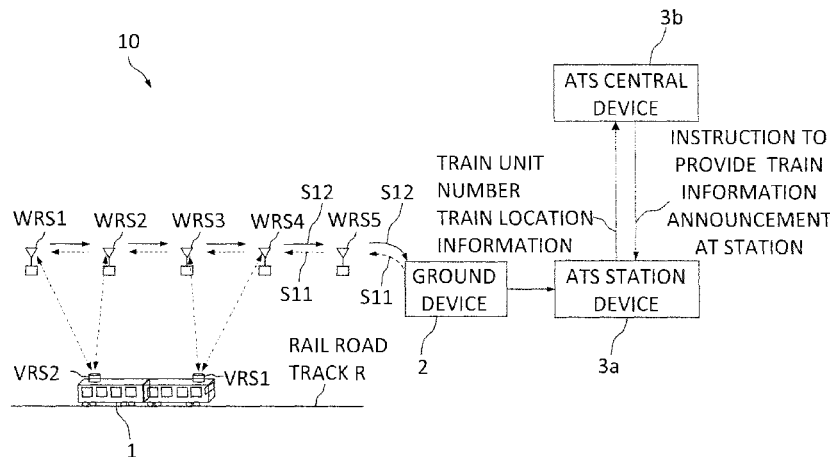 10
3b
ATS CENTRAL
DEVICE
TRAIN UNIT
NUMBER
TRAIN LOCATION
INFORMATION
INSTRUCTION TO
PROVIDE TRAIN
INFORMATION
ANNOUNCEMENT
AT STATION
WRS1
WRS2
WRS3
WRS4
S12
WRS5
S12
S11
S11
GROUND
DEVICE
2
ATS STATION
DEVICE
3a
VRS2
VRS1
RAIL ROAD
TRACK R
1